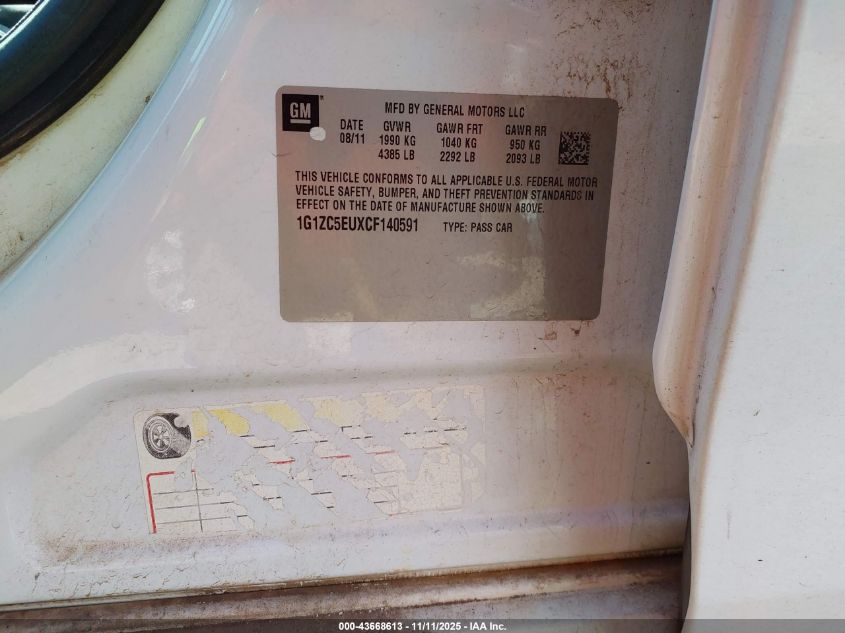 GM
MFD BY GENERAL MOTORS LLC
DATE GVWR GAWR FRT GAWR RR
08/11 1990 KG 1040 KG 950 KG
4385 LB 2292 LB 2093 LB
THIS VEHICLE CONFORMS TO ALL APPLICABLE U.S. FEDERAL MOTOR
VEHICLE SAFETY, BUMPER, AND THEFT PREVENTION STANDARDS IN
EFFECT ON THE DATE OF MANUFACTURE SHOWN ABOVE.
1G1ZC5EUXCF140591 TYPE: PASS CAR
000-43668613 - 11/11/2025 - IAA Inc.